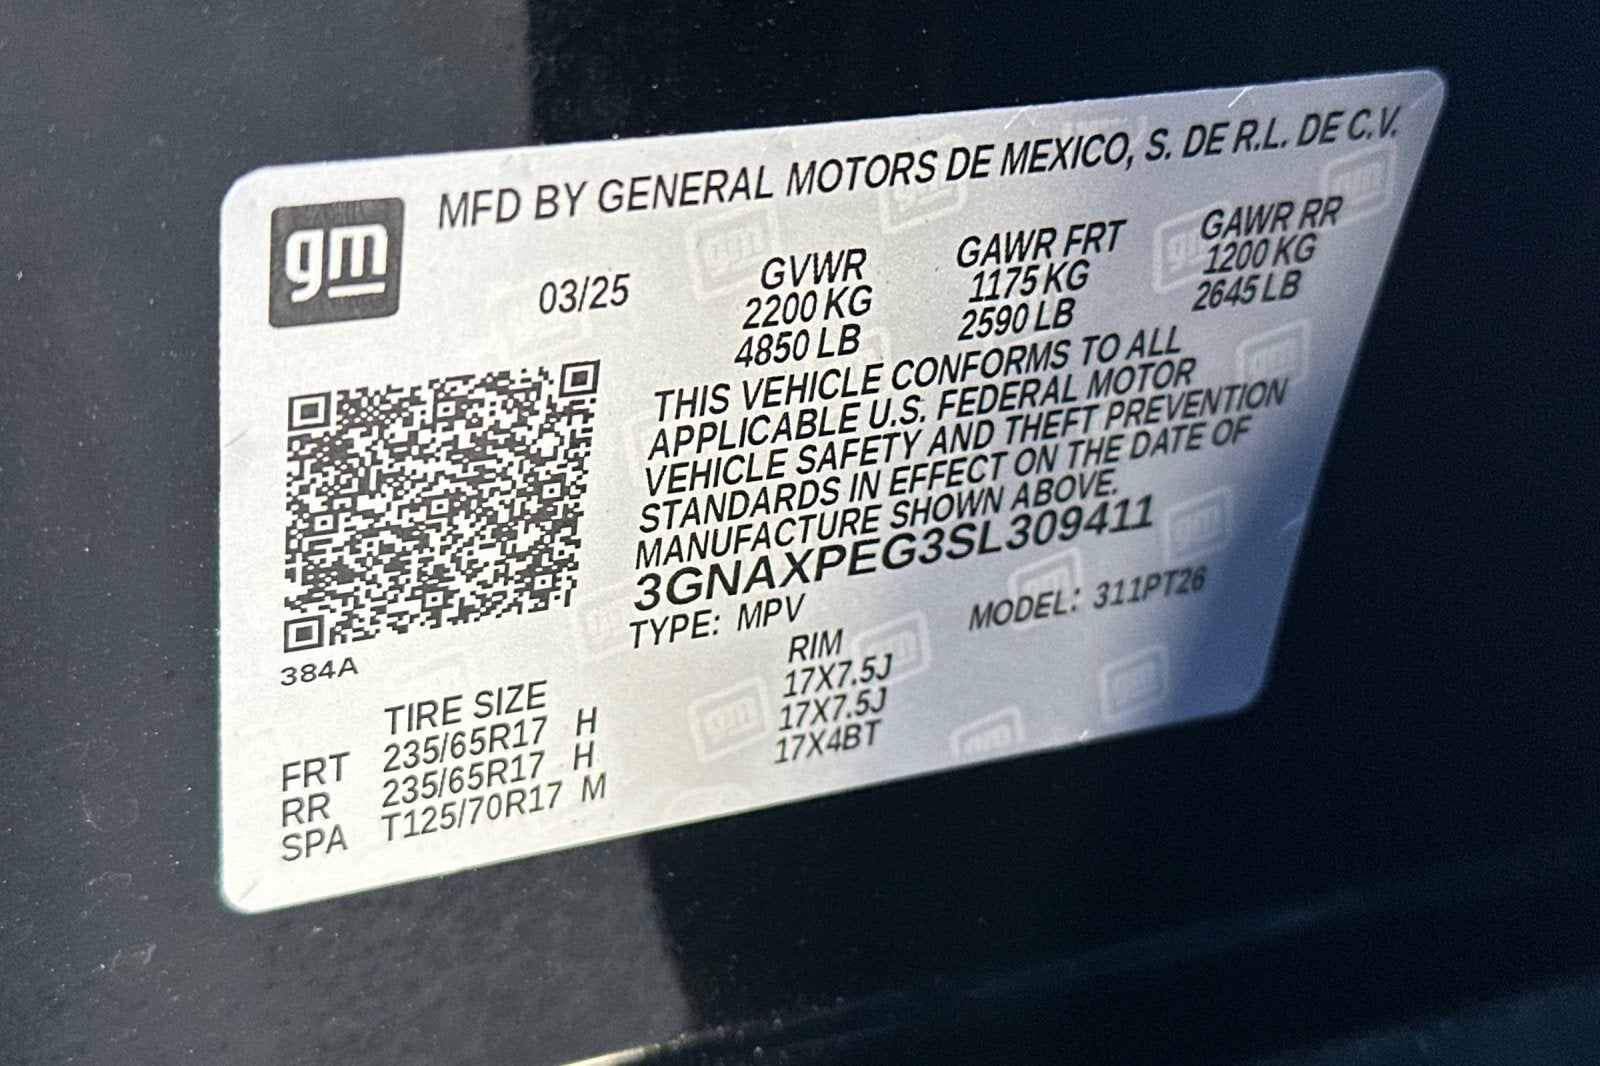 gm
MFD BY GENERAL MOTORS DE MEXICO, S. DE R.L. DE C.V.
03/25 GVWR GAWR FRT GAWR RR
2200 KG 1175 KG 1200 KG
4850 LB 2590 LB 2645 LB
THIS VEHICLE CONFORMS TO ALL
APPLICABLE U.S. FEDERAL MOTOR
VEHICLE SAFETY AND THEFT PREVENTION
STANDARDS IN EFFECT ON THE DATE OF
MANUFACTURE SHOWN ABOVE.
3GNAXPEG3SL309411
TYPE: MPV MODEL: 311PT26
384A
TIRE SIZE RIM
FRT 235/65R17 H 17X7.5J
RR 235/65R17 H 17X7.5J
SPA T125/70R17 M 17X4BT